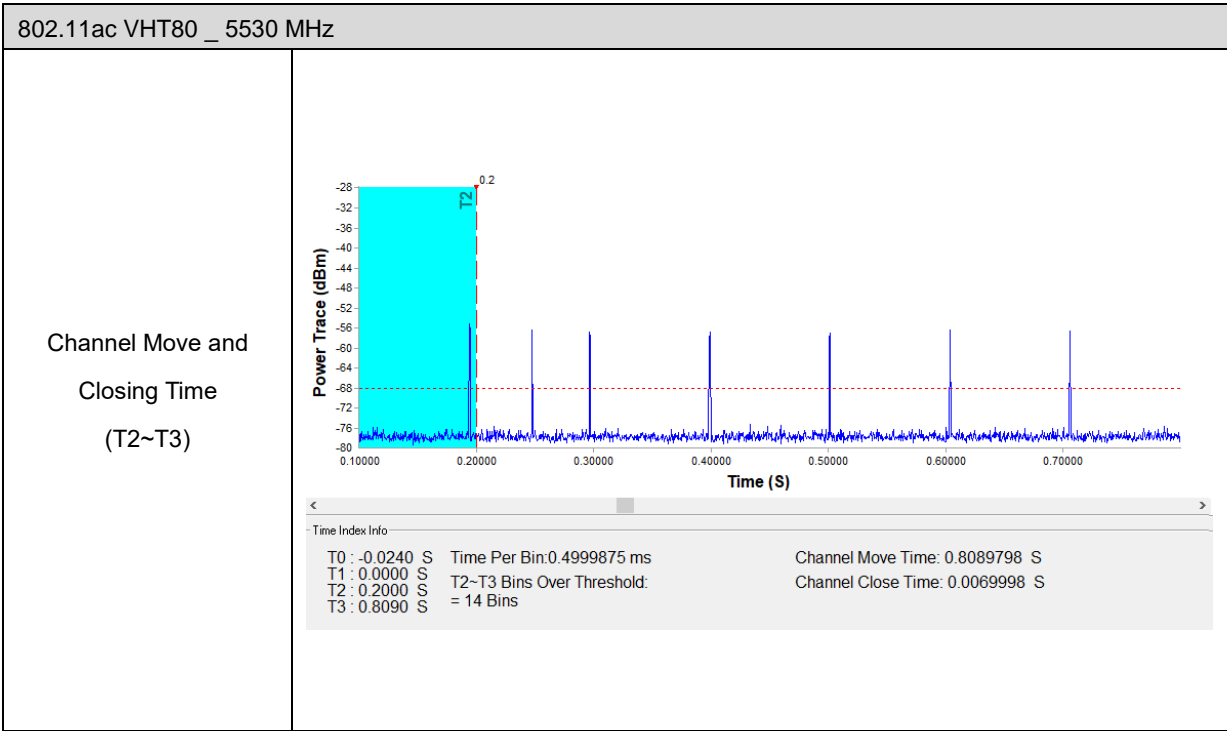 802.11ac VHT80 _ 5530 MHz
Channel Move and
Closing Time
(T2~T3)
0.2
T2
-28
-32
-36
-40
-44
-48
-52
-56
-60
-64
-68
-72
-76
-80
Power Trace (dBm)
0.10000 0.20000 0.30000 0.40000 0.50000 0.60000 0.70000
Time (S)
< >
Time Index Info
T0 : -0.0240 S Time Per Bin:0.4999875 ms Channel Move Time: 0.8089798 S
T1 : 0.0000 S
T2 : 0.2000 S T2~T3 Bins Over Threshold: Channel Close Time: 0.0069998 S
T3 : 0.8090 S = 14 Bins